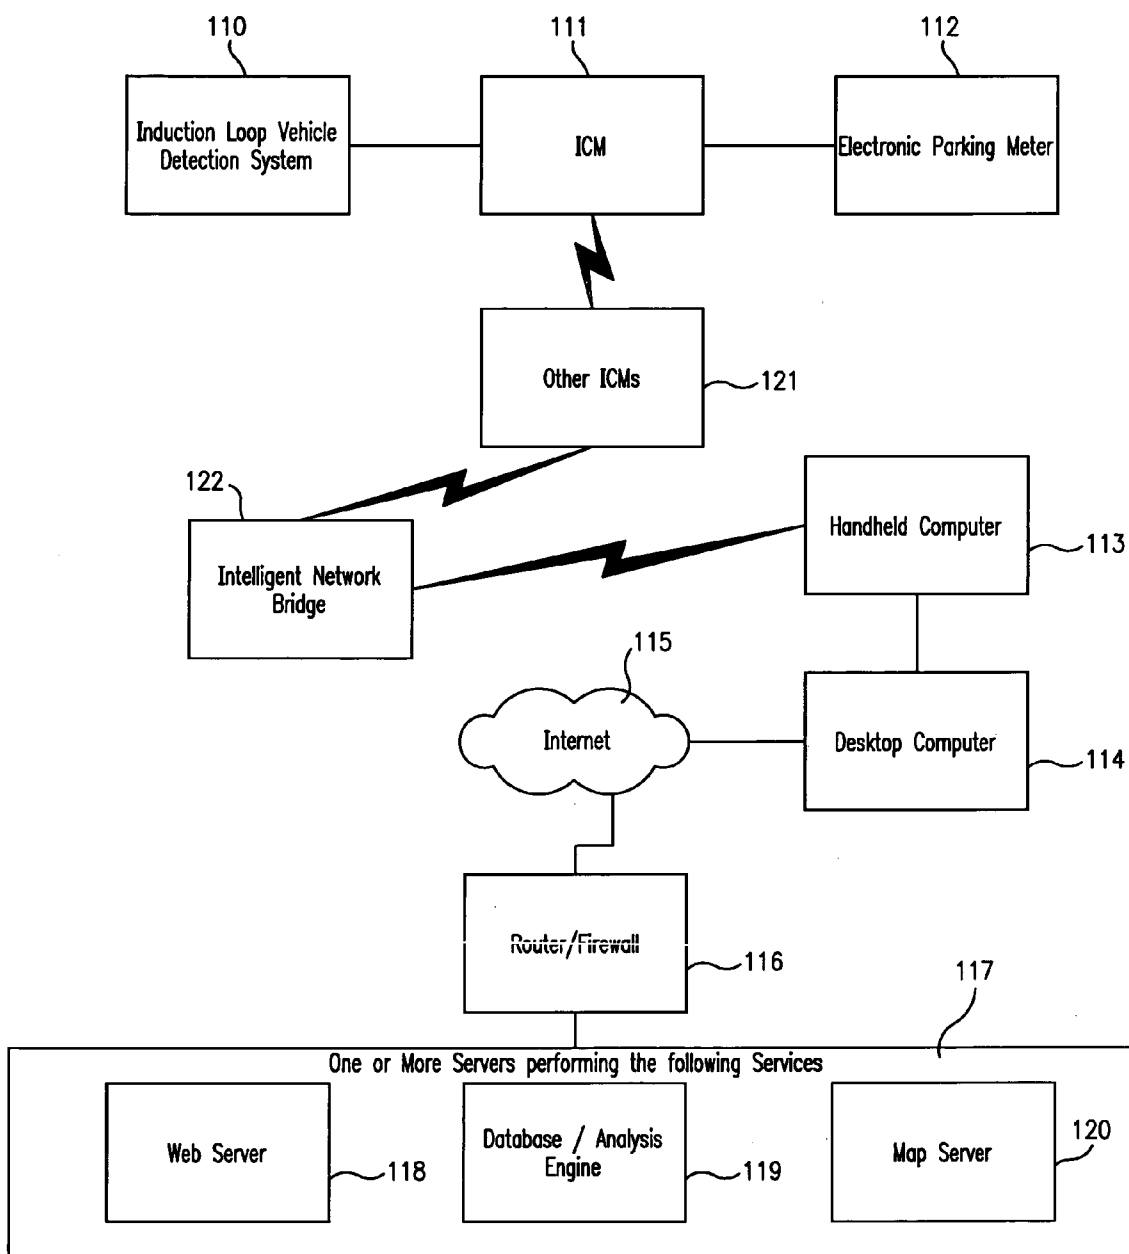 110
111
112
Induction Loop Vehicle
Detection System
ICM
Electronic Parking Meter
Other ICMs
121
122
Intelligent Network
Bridge
Handheld Computer
113
115
Internet
Desktop Computer
114
Router/Firewall
116
117
One or More Servers performing the following Services
Web Server
118
Database / Analysis
Engine
119
Map Server
120